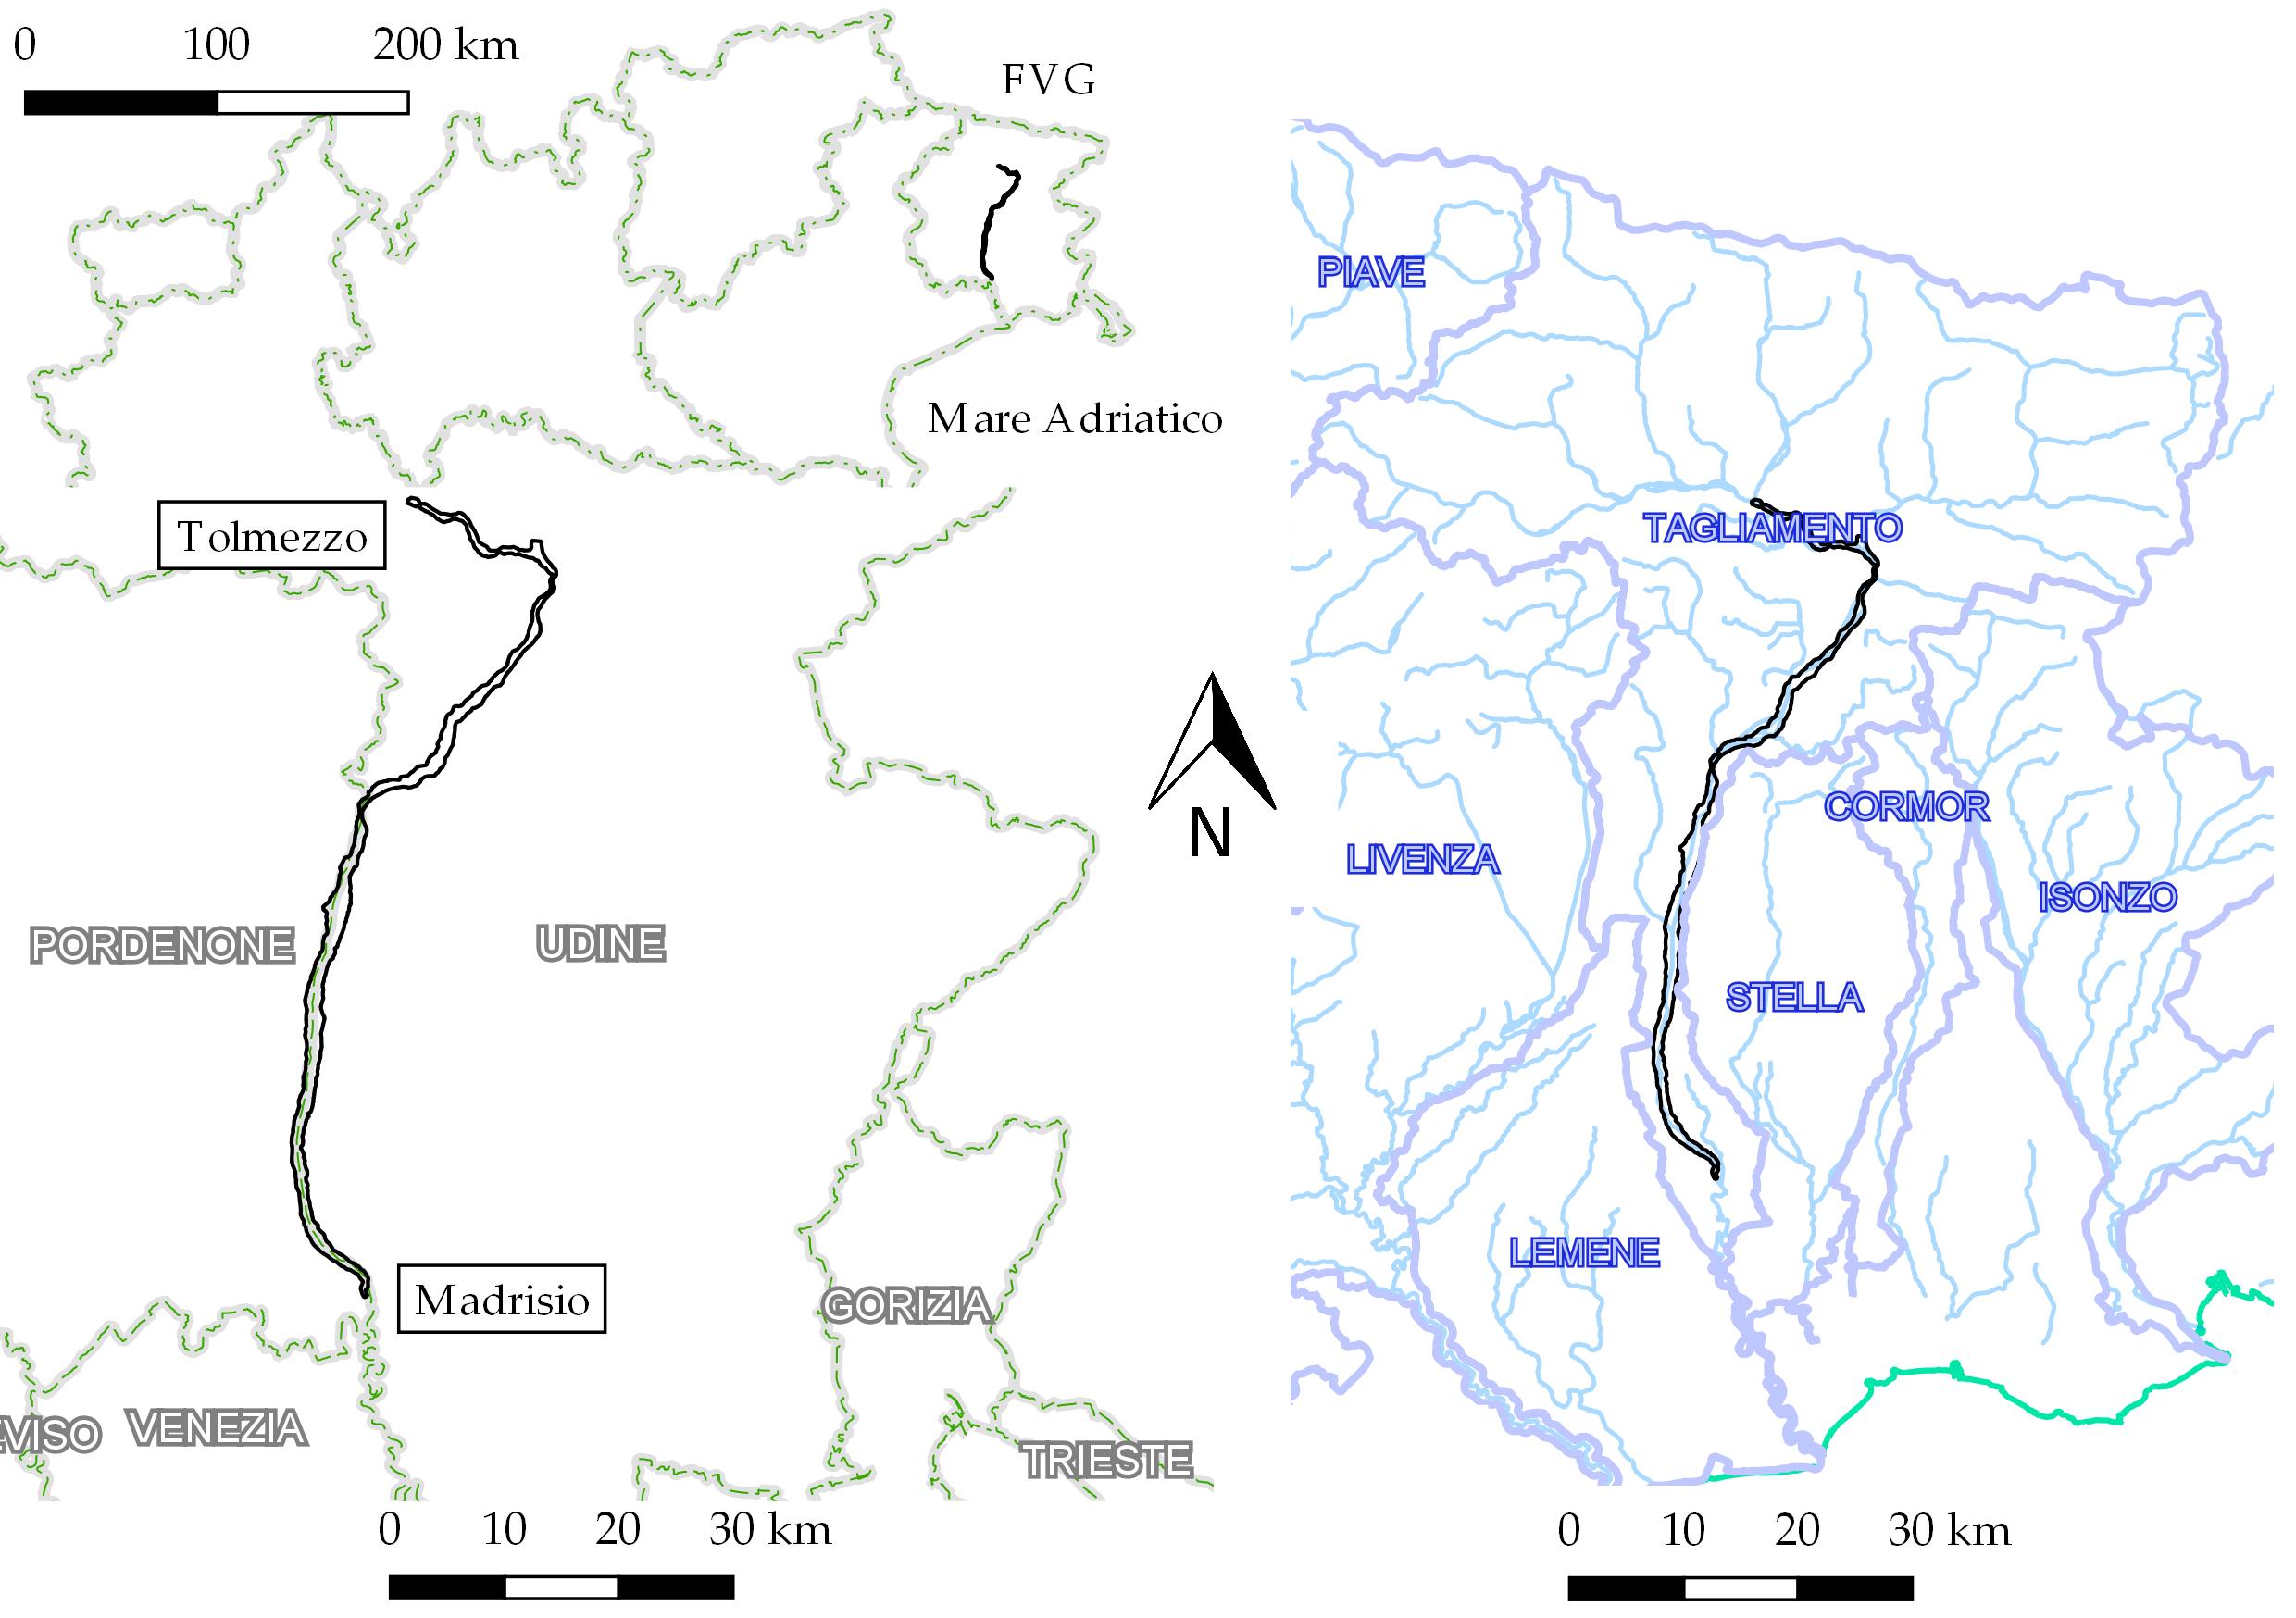 0 100 200 km
FVG
Mare Adriatico
Tolmezzo
PORDENONE
UDINE
Madrisio
GORIZIA
VENEZIA
TRIESTE
0 10 20 30 km
N
PIAVE
TAGLIAMENTO
CORMOR
LIVENZA
ISONZO
STELLA
LEMENE
0 10 20 30 km